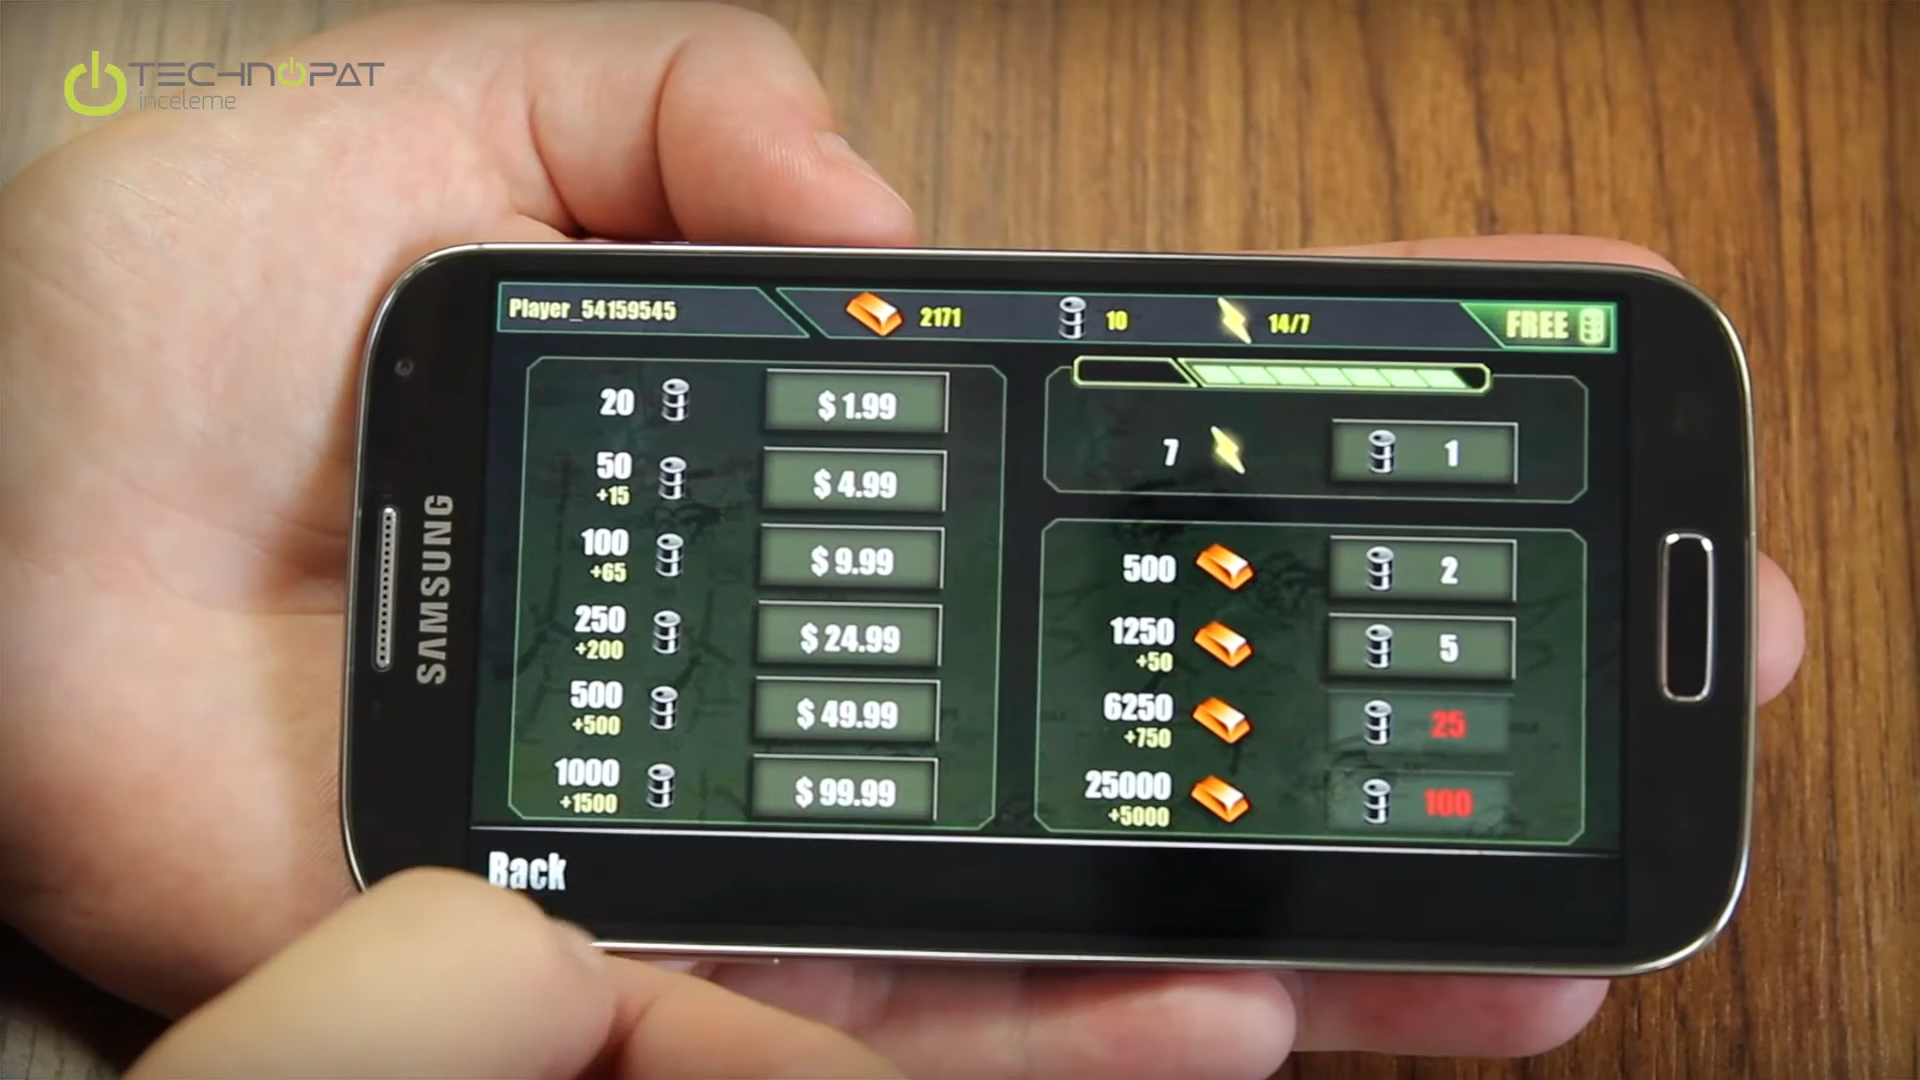 TECHNOPAT
inceleme
SAMSUNG
Player_54159545
2171
10
14/7
FREE
20 $ 1.99
50 +15 $ 4.99
100 +65 $ 9.99
250 +200 $ 24.99
500 +500 $ 49.99
1000 +1500 $ 99.99
7 1
500 2
1250 +50 5
6250 +750 25
25000 +5000 100
Back